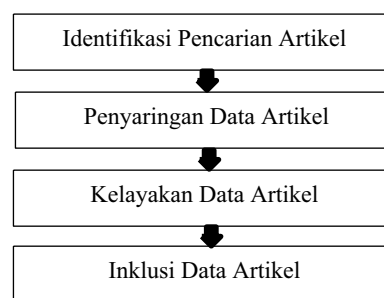 Identifikasi Pencarian Artikel
Penyaringan Data Artikel
Kelayakan Data Artikel
Inklusi Data Artikel